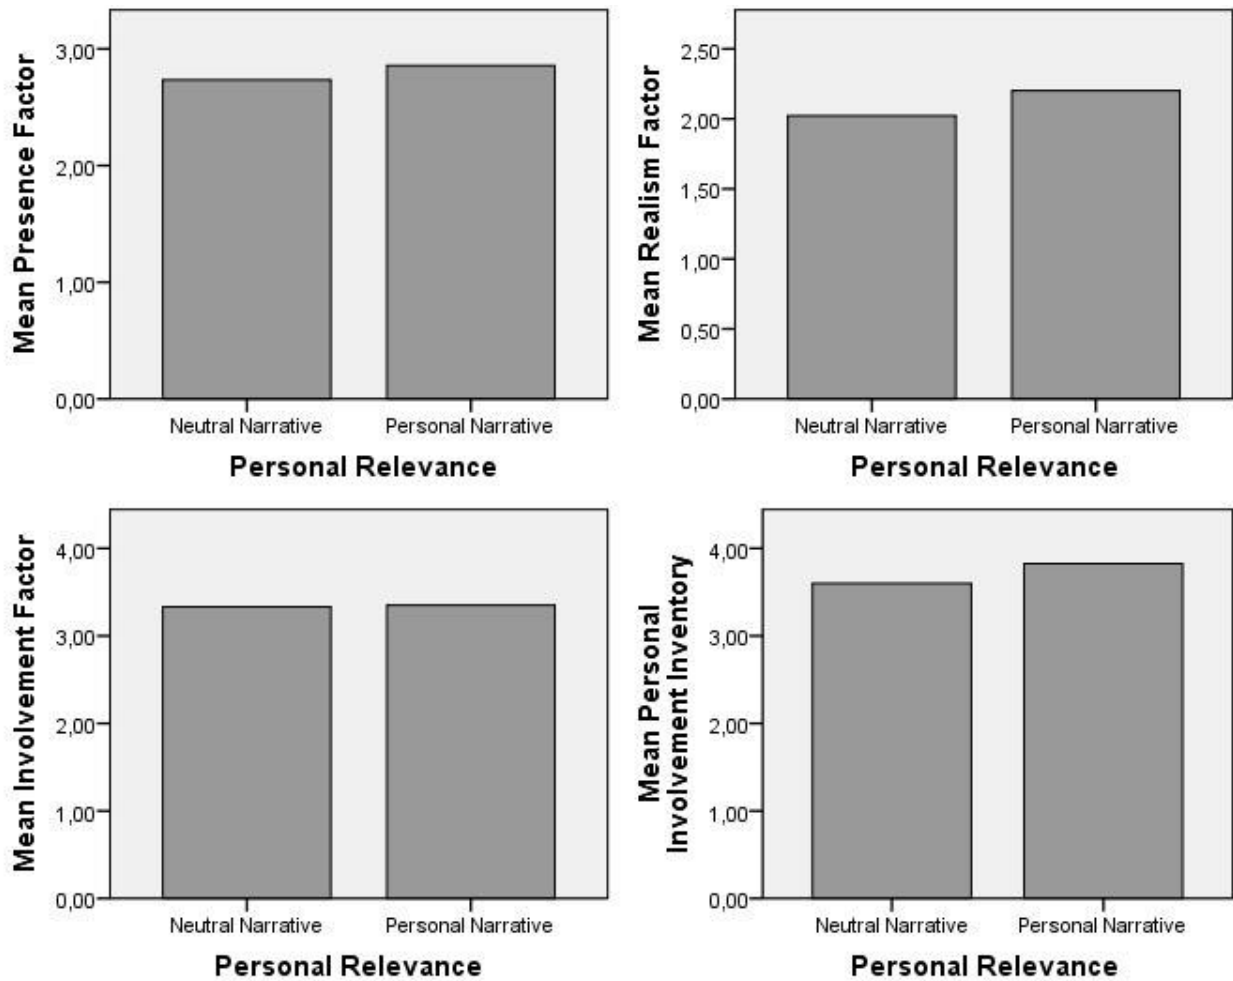 Mean Presence Factor
3,00
2,00
1,00
0,00
Neutral Narrative
Personal Narrative
Personal Relevance
Mean Realism Factor
2,50
2,00
1,50
1,00
0,50
0,00
Neutral Narrative
Personal Narrative
Personal Relevance
Mean Involvement Factor
4,00
3,00
2,00
1,00
0,00
Neutral Narrative
Personal Narrative
Personal Relevance
Mean Personal
Involvement Inventory
4,00
3,00
2,00
1,00
0,00
Neutral Narrative
Personal Narrative
Personal Relevance